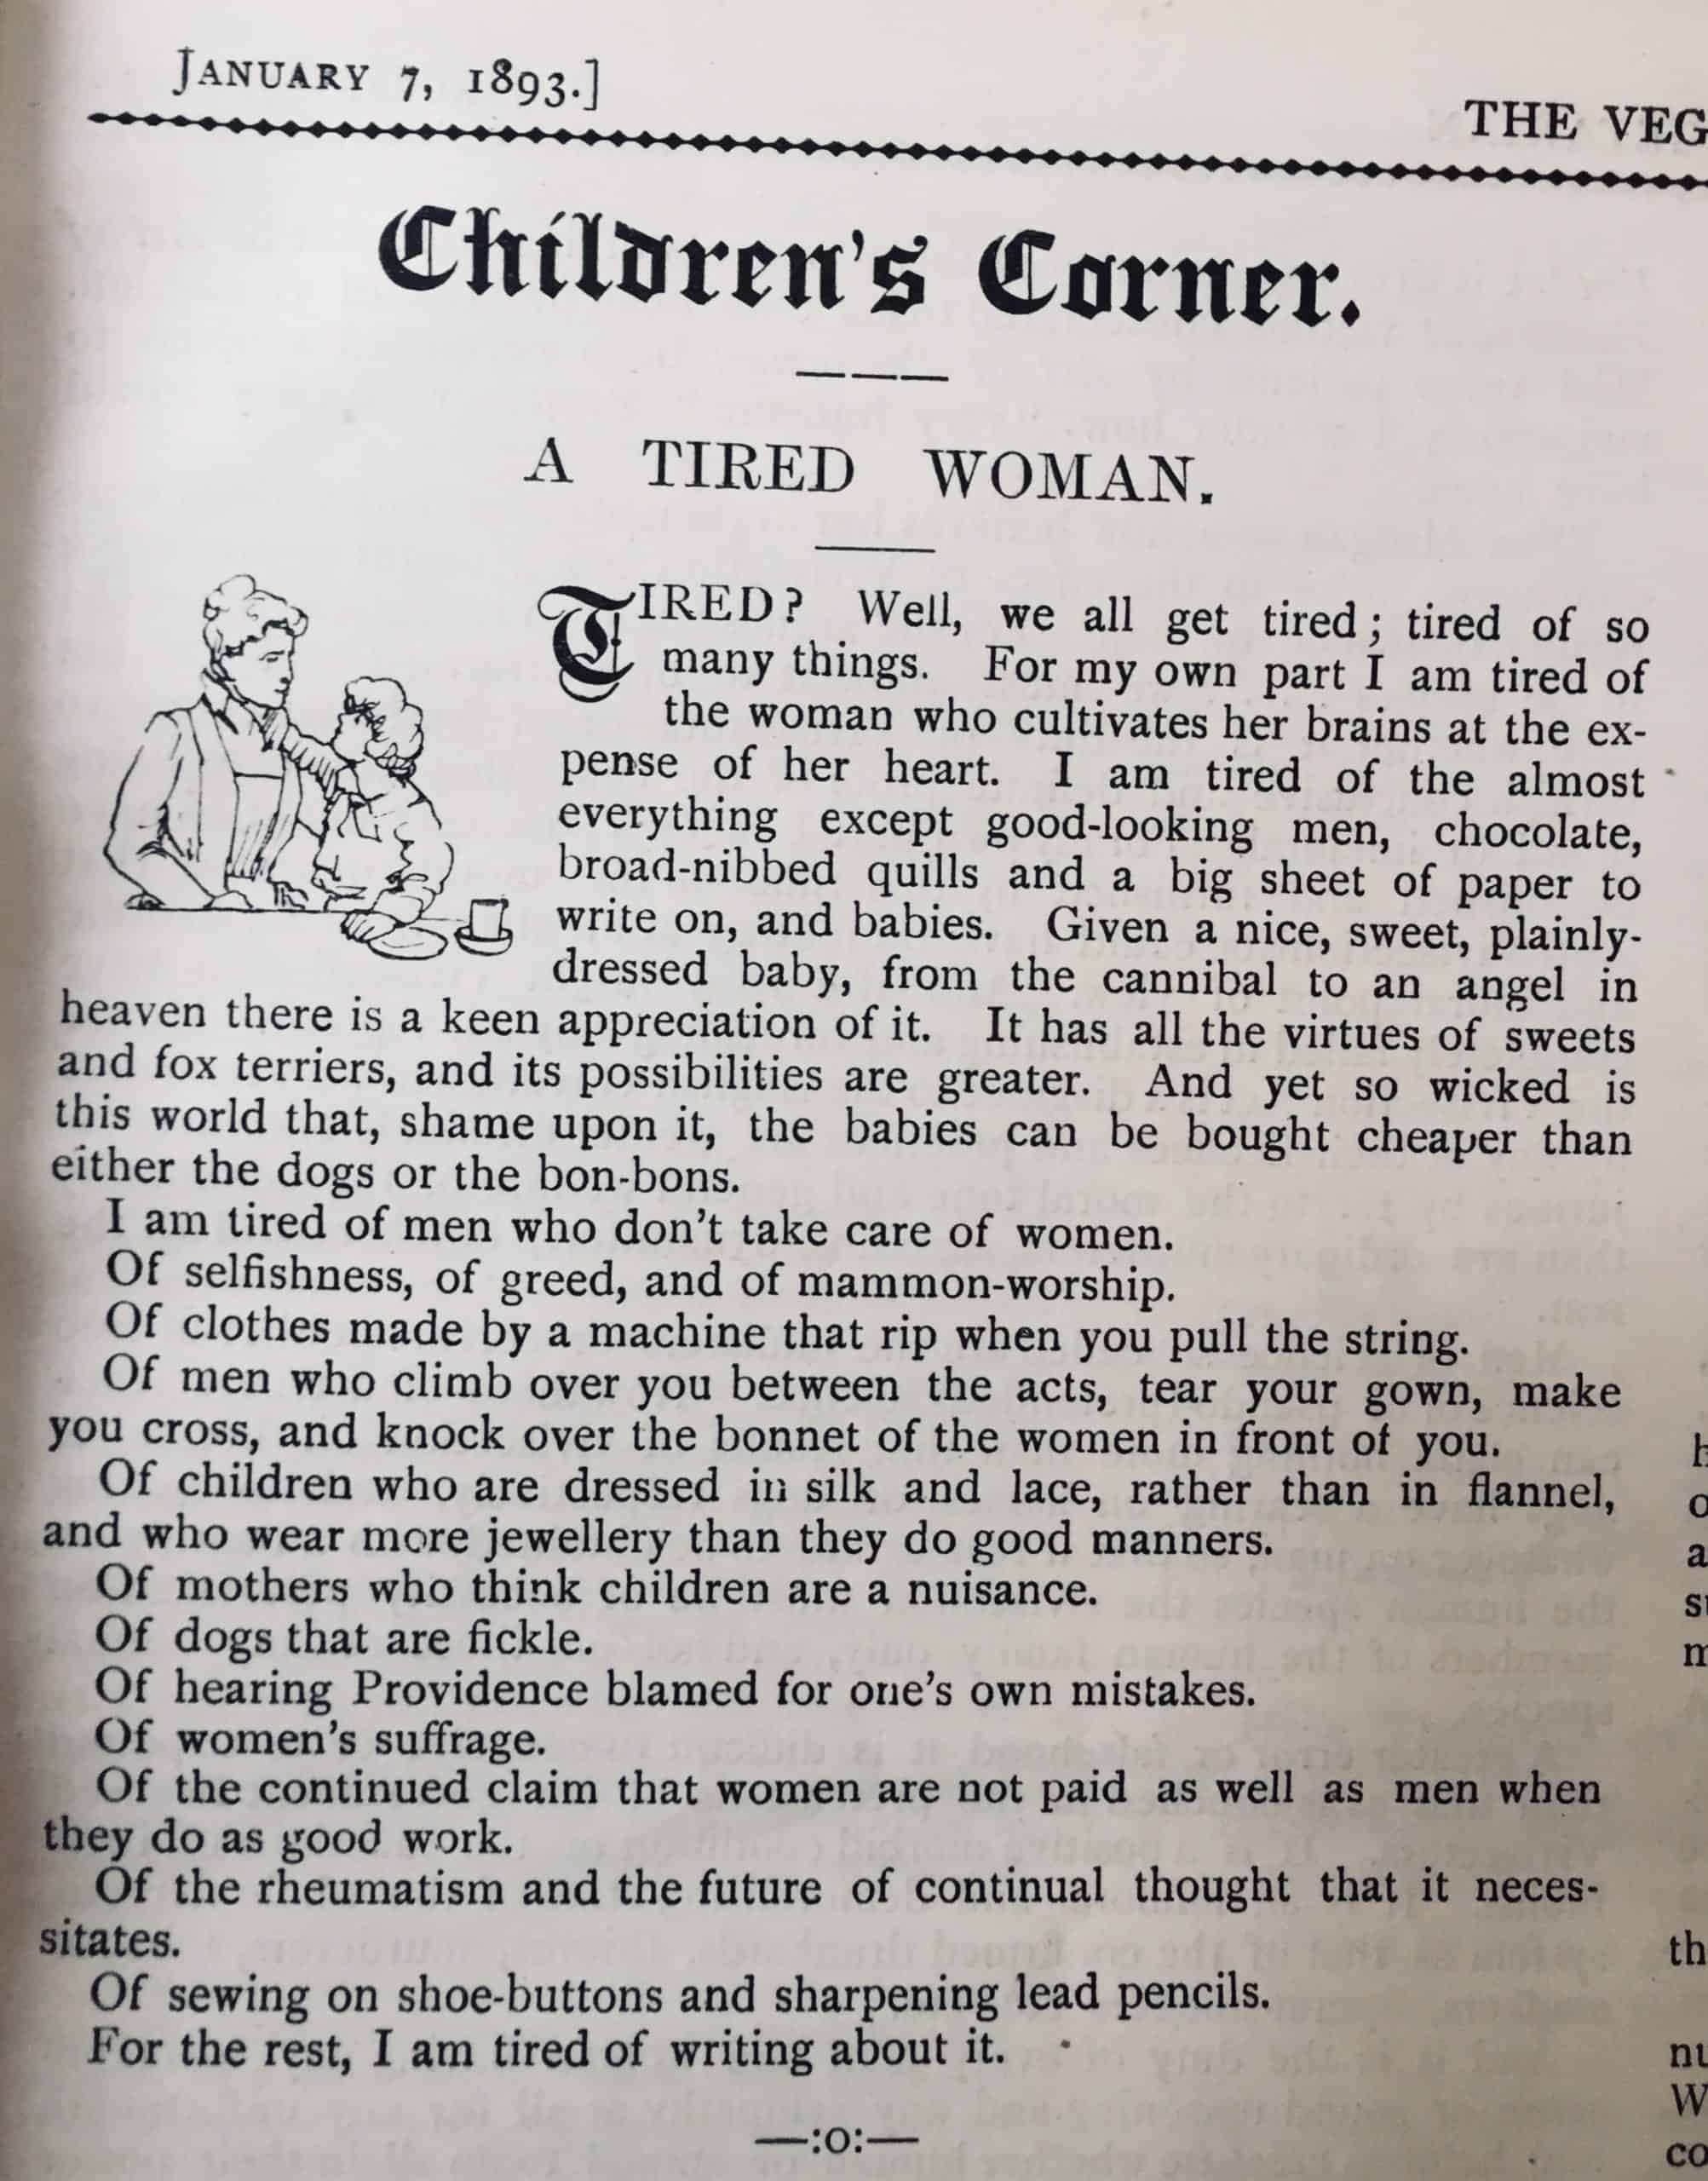 JANUARY 7, 1893.]
THE VEG
Children's Corner.
A TIRED WOMAN.
TIRED? Well, we all get tired; tired of so
many things. For my own part I am tired of
the woman who cultivates her brains at the ex-
pense of her heart. I am tired of the almost
everything except good-looking men, chocolate,
broad-nibbed quills and a big sheet of paper to
write on, and babies. Given a nice, sweet, plainly-
dressed baby, from the cannibal to an angel in
heaven there is a keen appreciation of it. It has all the virtues of sweets
and fox terriers, and its possibilities are greater. And yet so wicked is
this world that, shame upon it, the babies can be bought cheaper than
either the dogs or the bon-bons.
I am tired of men who don't take care of women.
Of selfishness, of greed, and of mammon-worship.
Of clothes made by a machine that rip when you pull the string.
Of men who climb over you between the acts, tear your gown, make
you cross, and knock over the bonnet of the women in front of you.
Of children who are dressed in silk and lace, rather than in flannel,
and who wear more jewellery than they do good manners.
Of mothers who think children are a nuisance.
Of dogs that are fickle.
Of hearing Providence blamed for one's own mistakes.
Of women's suffrage.
Of the continued claim that women are not paid as well as men when
they do as good work.
Of the rheumatism and the future of continual thought that it neces-
sitates.
Of sewing on shoe-buttons and sharpening lead pencils.
For the rest, I am tired of writing about it.
—:o:—